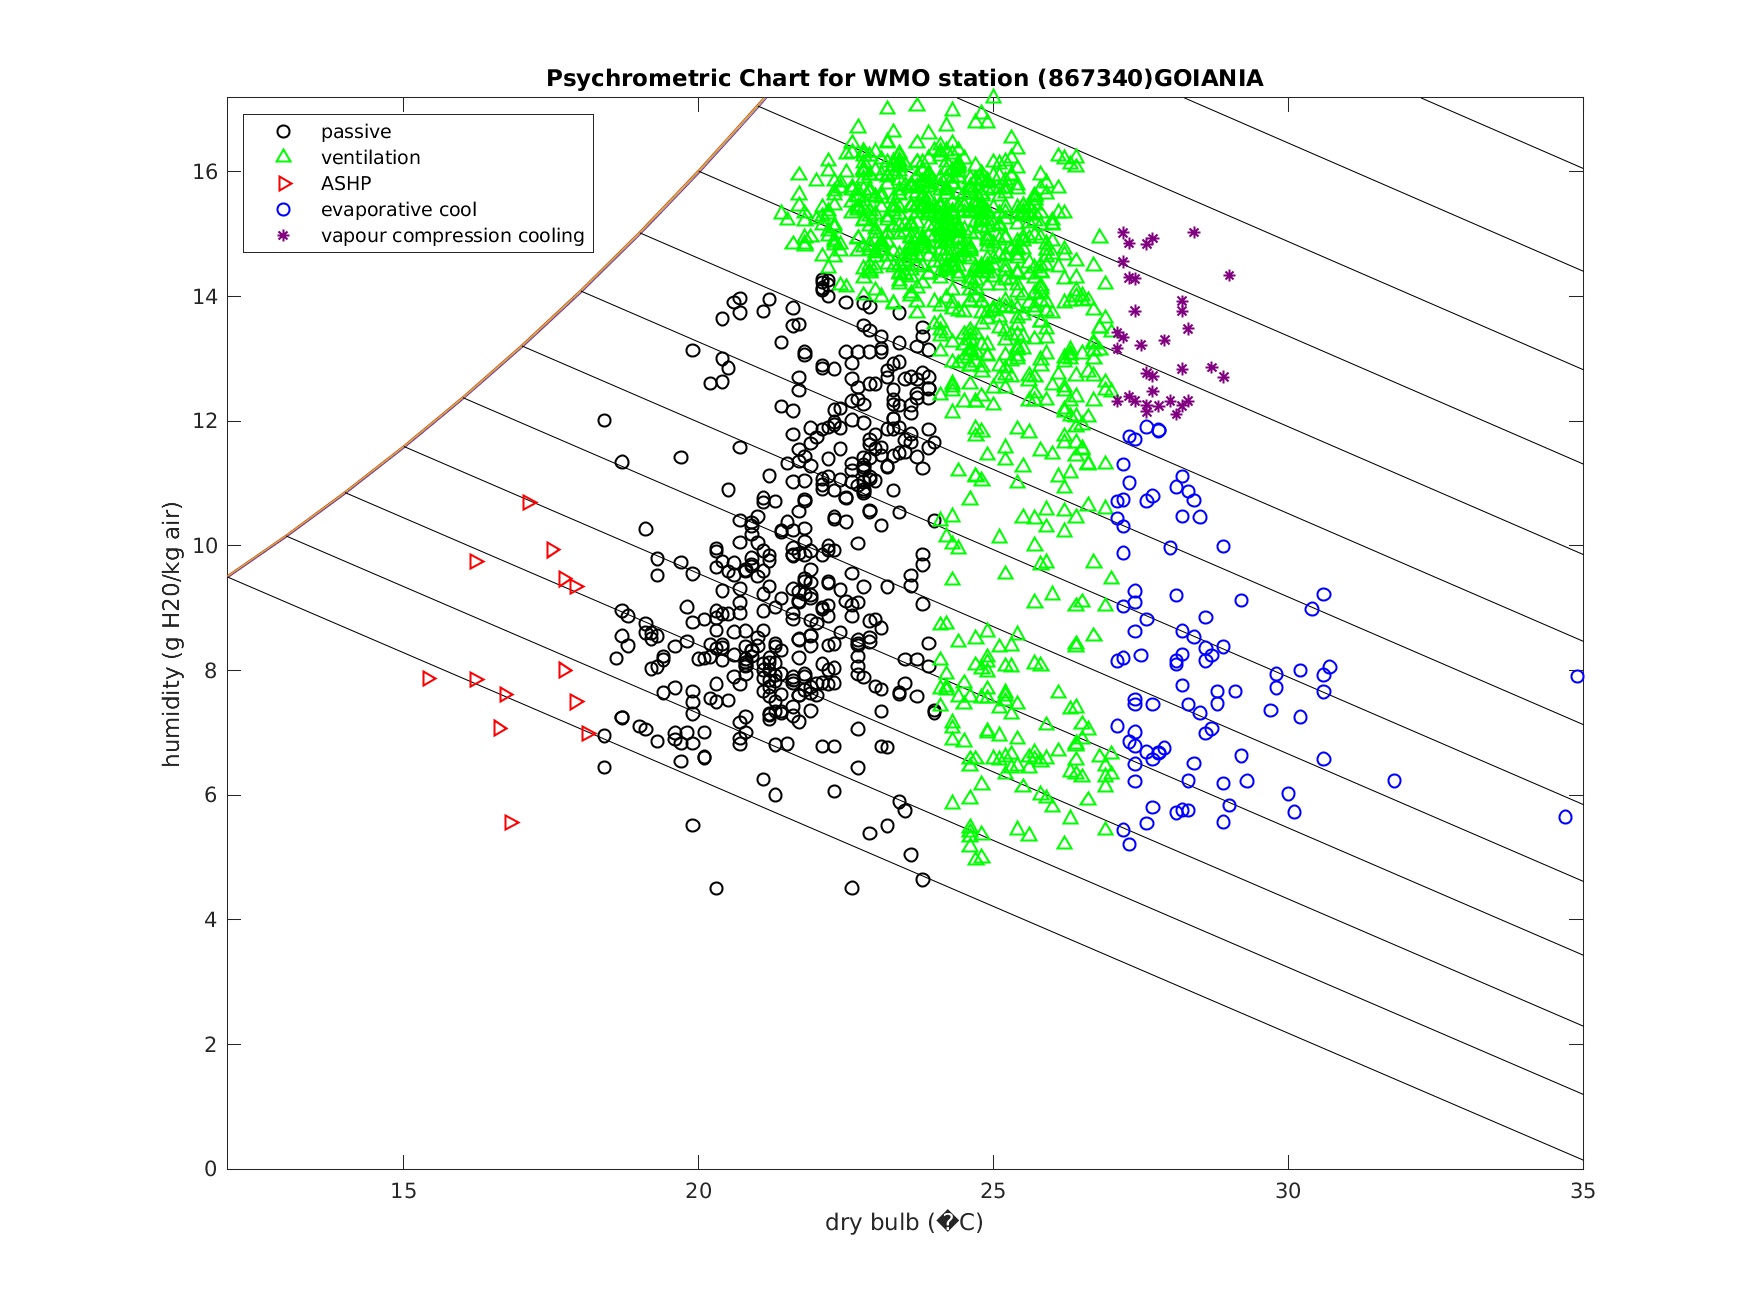 Psychrometric Chart for WMO station (867340)GOIANIA
passive
ventilation
ASHP
evaporative cool
vapour compression cooling
humidity (g H20/kg air)
16
14
12
10
8
6
4
2
0
15 20 25 30 35
dry bulb (�C)